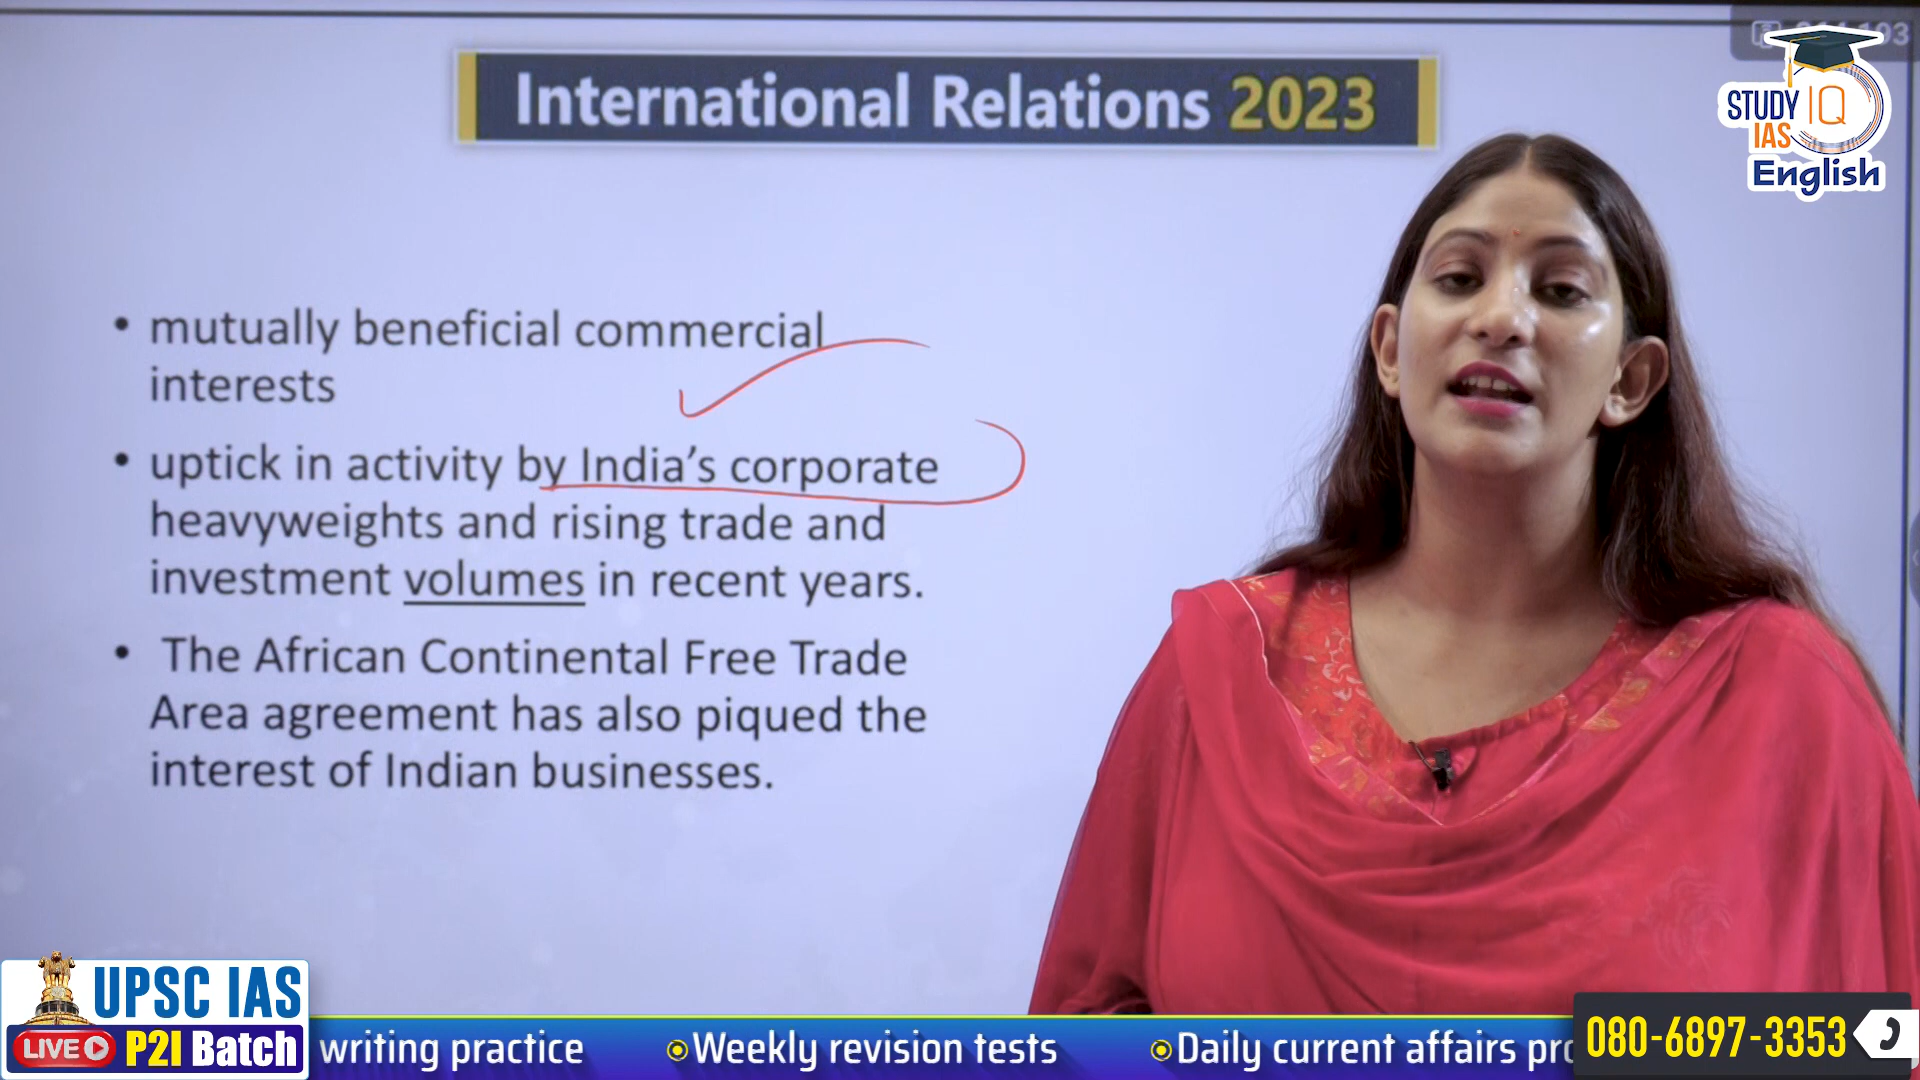 International Relations 2023
STUDY IQ
IAS
English
• mutually beneficial commercial
interests
• uptick in activity by India's corporate
heavyweights and rising trade and
investment volumes in recent years.
• The African Continental Free Trade
Area agreement has also piqued the
interest of Indian businesses.
UPSC IAS
LIVE P2I Batch
writing practice Weekly revision tests Daily current affairs
080-6897-3353